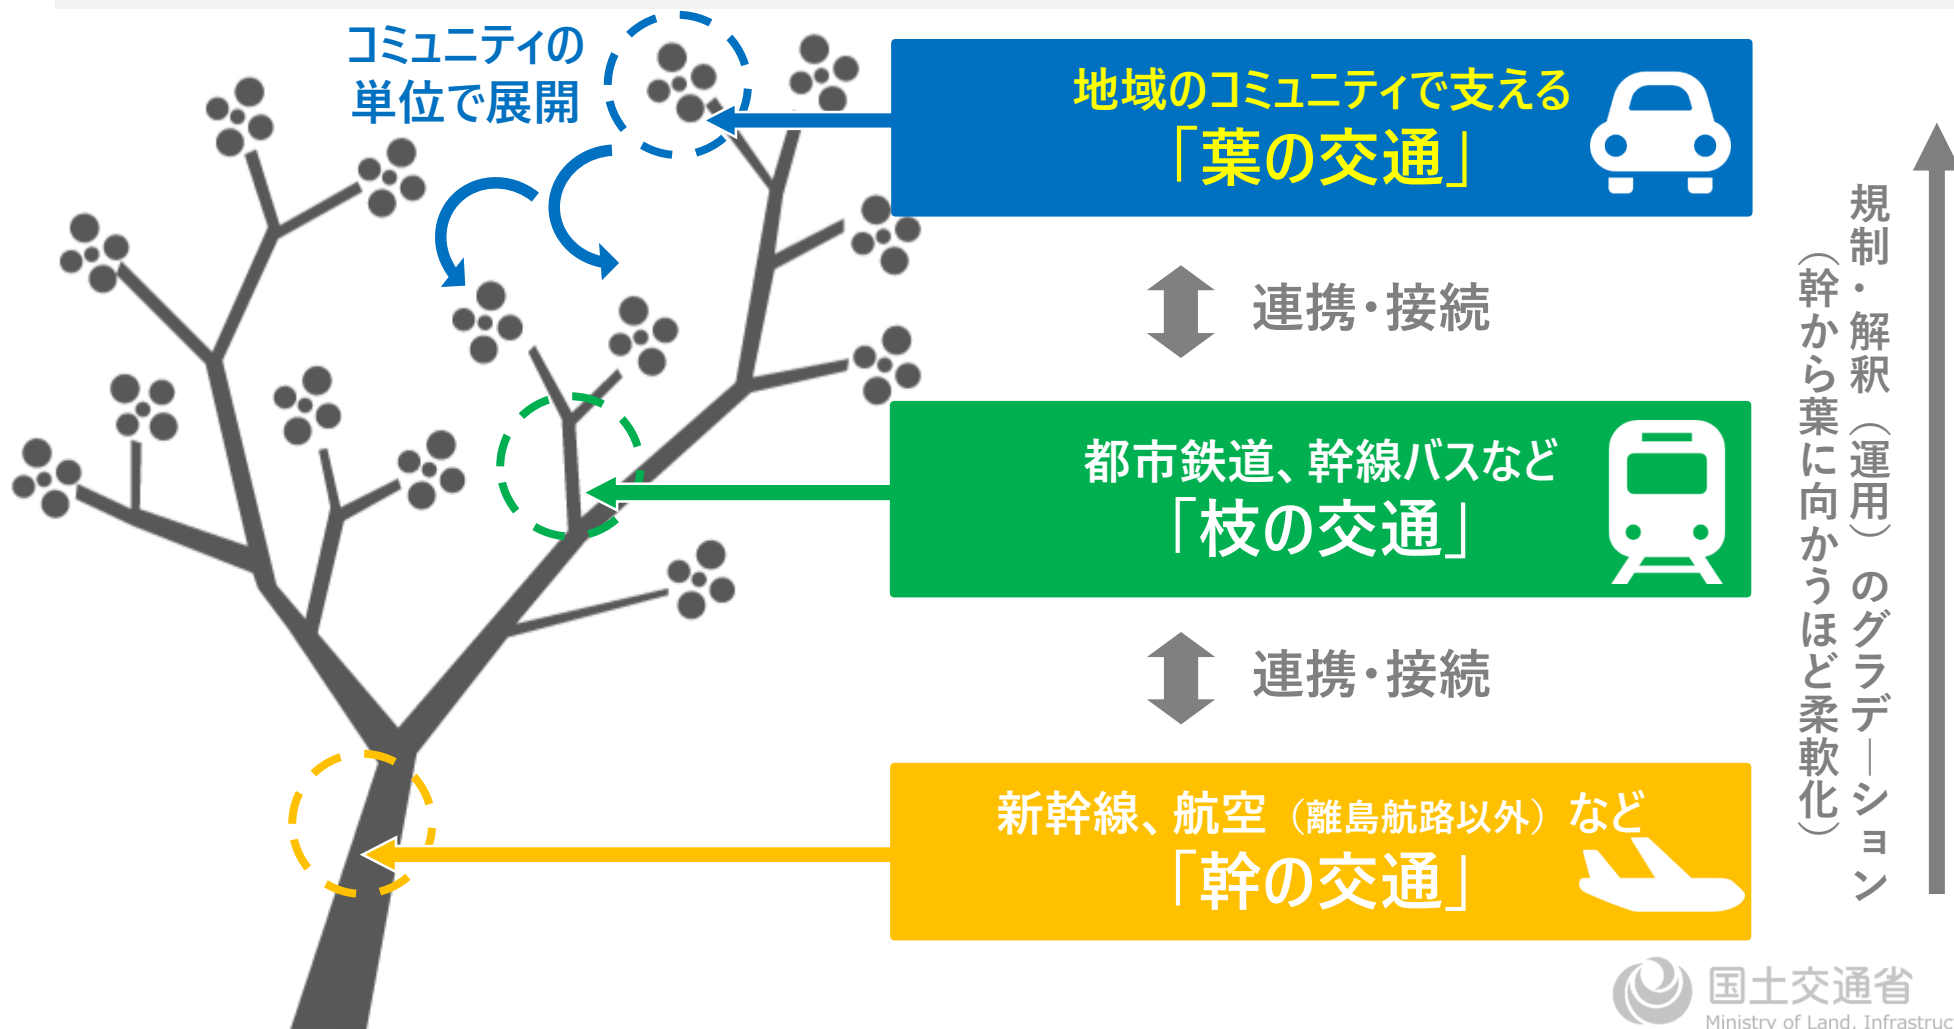 コミュニティの
単位で展開
地域のコミュニティで支える
「葉の交通」
連携・接続
都市鉄道、幹線バスなど
「枝の交通」
連携・接続
新幹線、航空（離島航路以外）など
「幹の交通」
規制・解釈（運用）のグラデーション
（幹から葉に向かうほど柔軟化）
国土交通省
Ministry of Land, Infrastruc